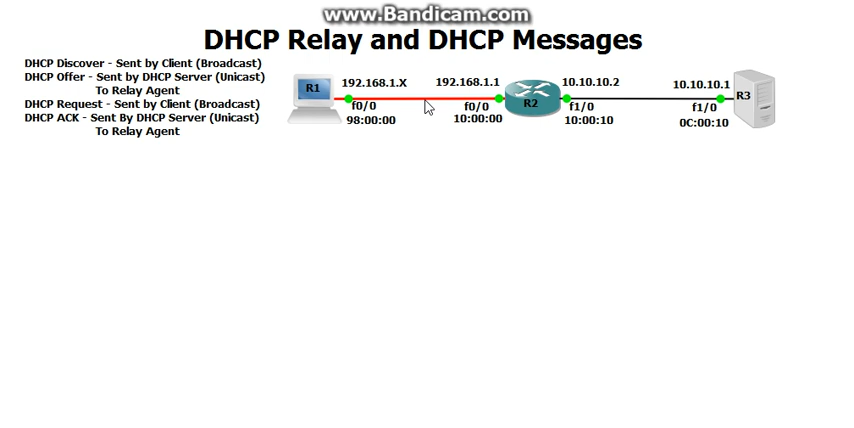 www.Bandicam.com
DHCP Relay and DHCP Messages
DHCP Discover - Sent by Client (Broadcast)
DHCP Offer - Sent by DHCP Server (Unicast)
To Relay Agent
DHCP Request - Sent by Client (Broadcast)
DHCP ACK - Sent By DHCP Server (Unicast)
To Relay Agent
R1
192.168.1.X
f0/0
98:00:00
192.168.1.1
f0/0
10:00:00
R2
10.10.10.2
f1/0
10:00:10
10.10.10.1
f1/0
0C:00:10
R3